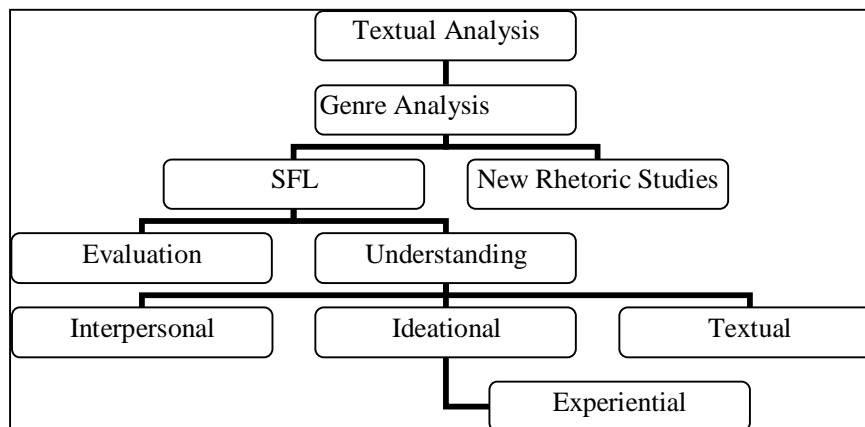 Textual Analysis
Genre Analysis
SFL
New Rhetoric Studies
Evaluation
Understanding
Interpersonal
Ideational
Textual
Experiential